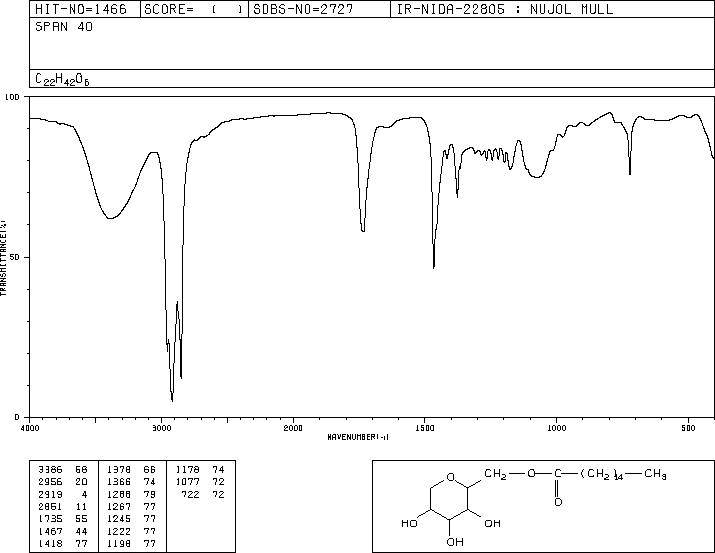 HIT-NO=1466 SCORE= ( ) SDBS-NO=2727 IR-NIDA-22805 : NUJOL MULL
SPAN 40
C22H42O6
100
50
0
TRANSMITTANCE(%)
4000 3000 2000 1500 1000 500
WAVENUMBER(-1)
3386 68 1378 66 1178 74
2956 20 1366 74 1077 72
2919 4 1288 79 722 72
2851 11 1267 77
1735 55 1245 77
1467 44 1222 77
1418 77 1198 77
O CH2 O C (CH2)14 CH3
O
HO OH
OH